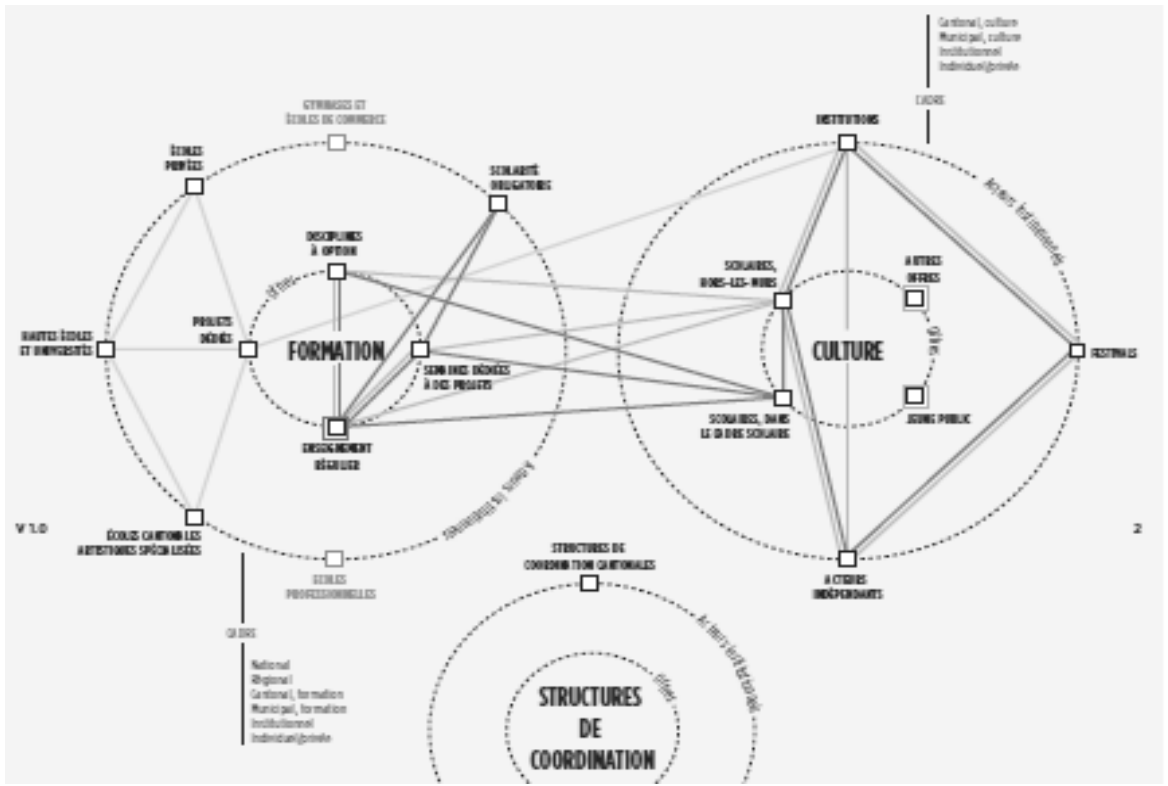 Cantonal, culture
Municipal, culture
Institutionnel
Individuel/privée
CADRE
GYMNASES ET
ÉCOLES DE COMMERCE
INSTITUTIONS
ÉCOLES
PRIVÉES
SCOLARITÉ
OBLIGATOIRE
Acteurs institutionnels
DISCIPLINES
À OPTION
SCOLAIRES,
HORS-LES-MURS
AUTRES
OFFRES
Offres
PROJETS
DÉDIÉS
HAUTES ÉCOLES
ET UNIVERSITÉS
FORMATION
CULTURE
Offres
FESTIVALS
SEMAINES DÉDIÉES
À DES PROJETS
SCOLAIRES, DANS
LE CADRE SCOLAIRE
JEUNE PUBLIC
ENSEIGNEMENT
RÉGULIER
Acteurs institutionnels
V 1.0
2
ÉCOLES CANTONALES
ARTISTIQUES SPÉCIALISÉES
STRUCTURES DE
COORDINATION CANTONALES
ECOLES
PROFESSIONNELLES
ACTEURS
INDÉPENDANTS
CADRE
Acteurs institutionnels
National
Régional
Cantonal, formation
Municipal, formation
Institutionnel
Individuel/privée
Offres
STRUCTURES
DE
COORDINATION